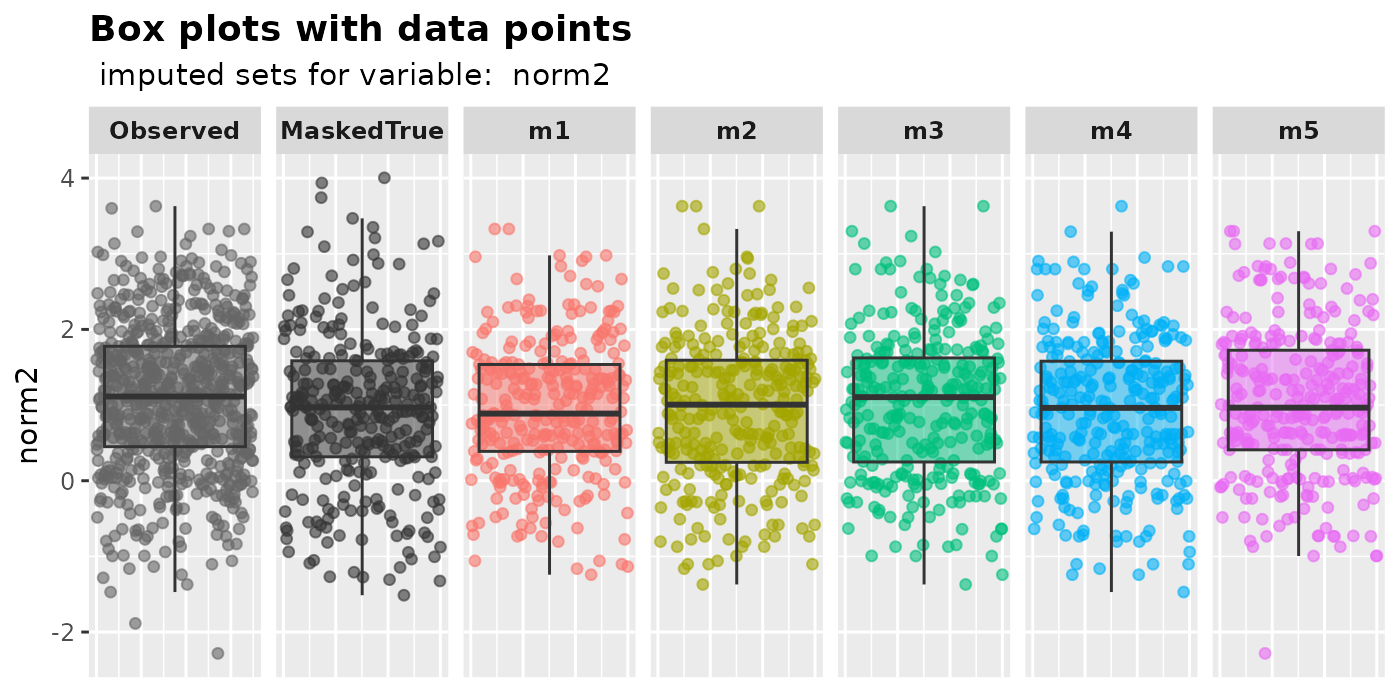 Box plots with data points
imputed sets for variable:  norm2
Observed MaskedTrue m1 m2 m3 m4 m5
norm2
4
2
0
-2